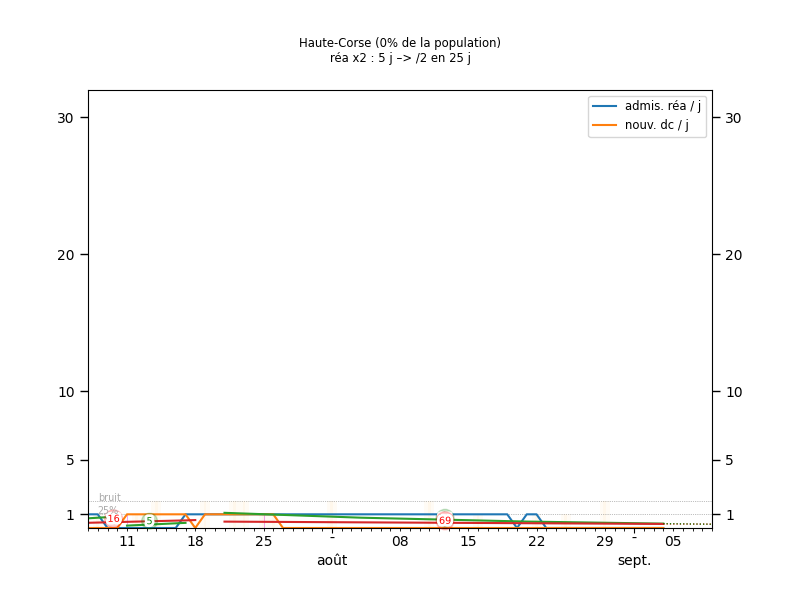 Haute-Corse (0% de la population)
réa x2 : 5 j –> /2 en 25 j
admis. réa / j
nouv. dc / j
30 30
20 20
10 10
5 5
bruit
25%
1 16 5 69 1
11 18 25 - 08 15 22 29 - 05
août sept.